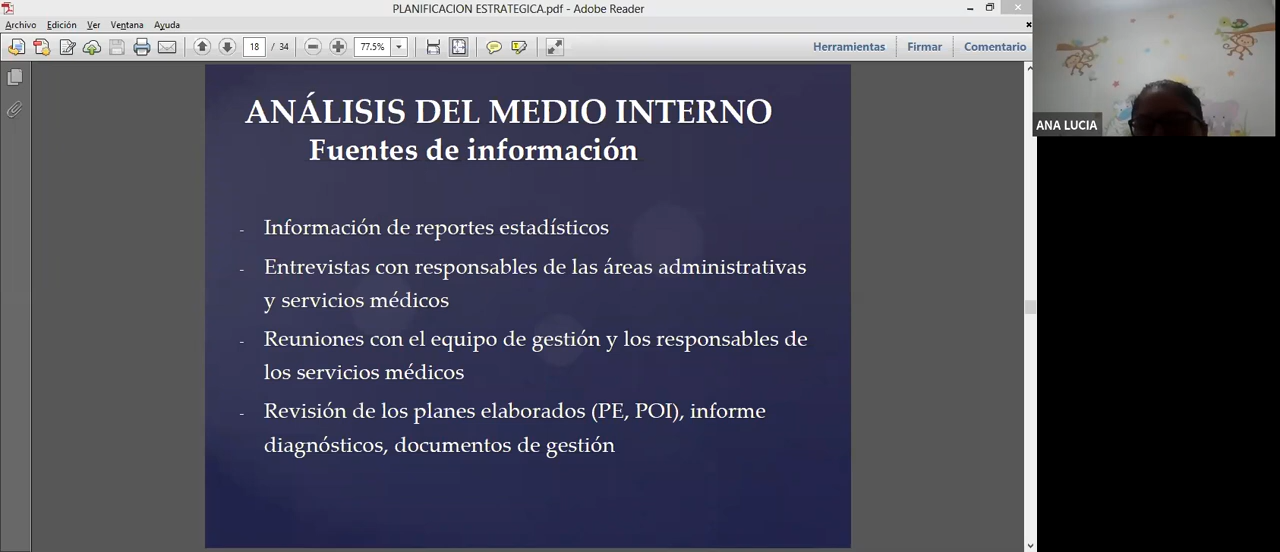 PLANIFICACION ESTRATEGICA.pdf - Adobe Reader
Archivo Edición Ver Ventana Ayuda
18 / 34 77.5% Herramientas Firmar Comentario
ANÁLISIS DEL MEDIO INTERNO
Fuentes de información
- Información de reportes estadísticos
- Entrevistas con responsables de las áreas administrativas
y servicios médicos
- Reuniones con el equipo de gestión y los responsables de
los servicios médicos
- Revisión de los planes elaborados (PE, POI), informe
diagnósticos, documentos de gestión
ANA LUCIA